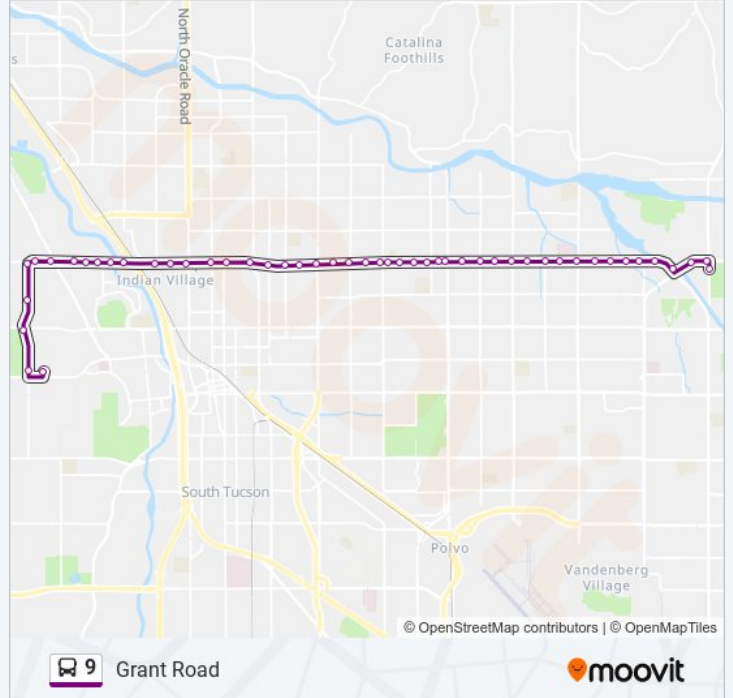 North Oracle Road
Catalina
Foothills
s
Indian Village
South Tucson
Polvo
Vandenberg
Village
© OpenStreetMap contributors | © OpenMapTiles
9 Grant Road
moovit
moovit